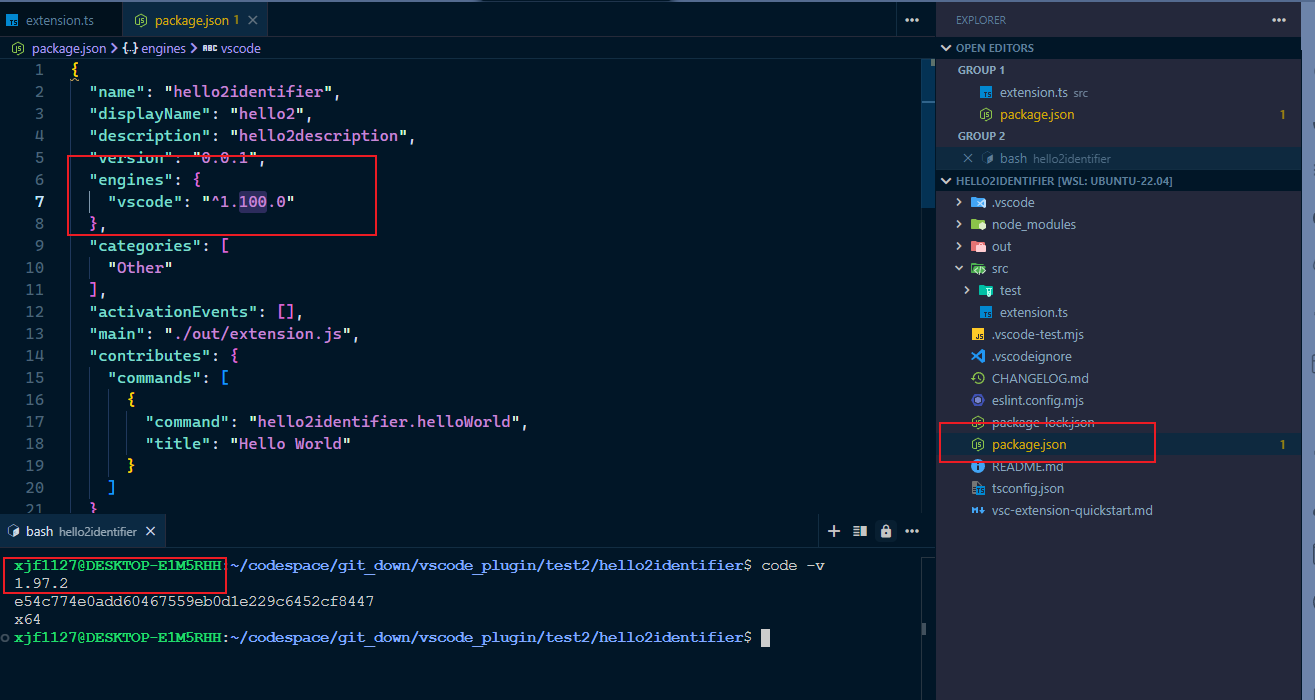 extension.ts
package.json 1
package.json > {} engines > ABC vscode
1 {
2 "name": "hello2identifier",
3 "displayName": "hello2",
4 "description": "hello2description",
5 "version": "0.0.1",
6 "engines": {
7 "vscode": "^1.100.0"
8 },
9 "categories": [
10 "Other"
11 ],
12 "activationEvents": [],
13 "main": "./out/extension.js",
14 "contributes": {
15 "commands": [
16 {
17 "command": "hello2identifier.helloWorld",
18 "title": "Hello World"
19 }
20 ]
21 }
bash hello2identifier
xjf1127@DESKTOP-E1M5RHH:~/codespace/git_down/vscode_plugin/test2/hello2identifier$ code -v
1.97.2
e54c774e0add60467559eb0d1e229c6452cf8447
x64
xjf1127@DESKTOP-E1M5RHH:~/codespace/git_down/vscode_plugin/test2/hello2identifier$
EXPLORER
OPEN EDITORS
GROUP 1
TS extension.ts src
JS package.json 1
GROUP 2
bash hello2identifier
HELLO2IDENTIFIER [WSL: UBUNTU-22.04]
.vscode
node_modules
out
src
test
TS extension.ts
JS .vscode-test.mjs
.vscodeignore
CHANGELOG.md
eslint.config.mjs
package-lock.json
package.json 1
README.md
tsconfig.json
vsc-extension-quickstart.md